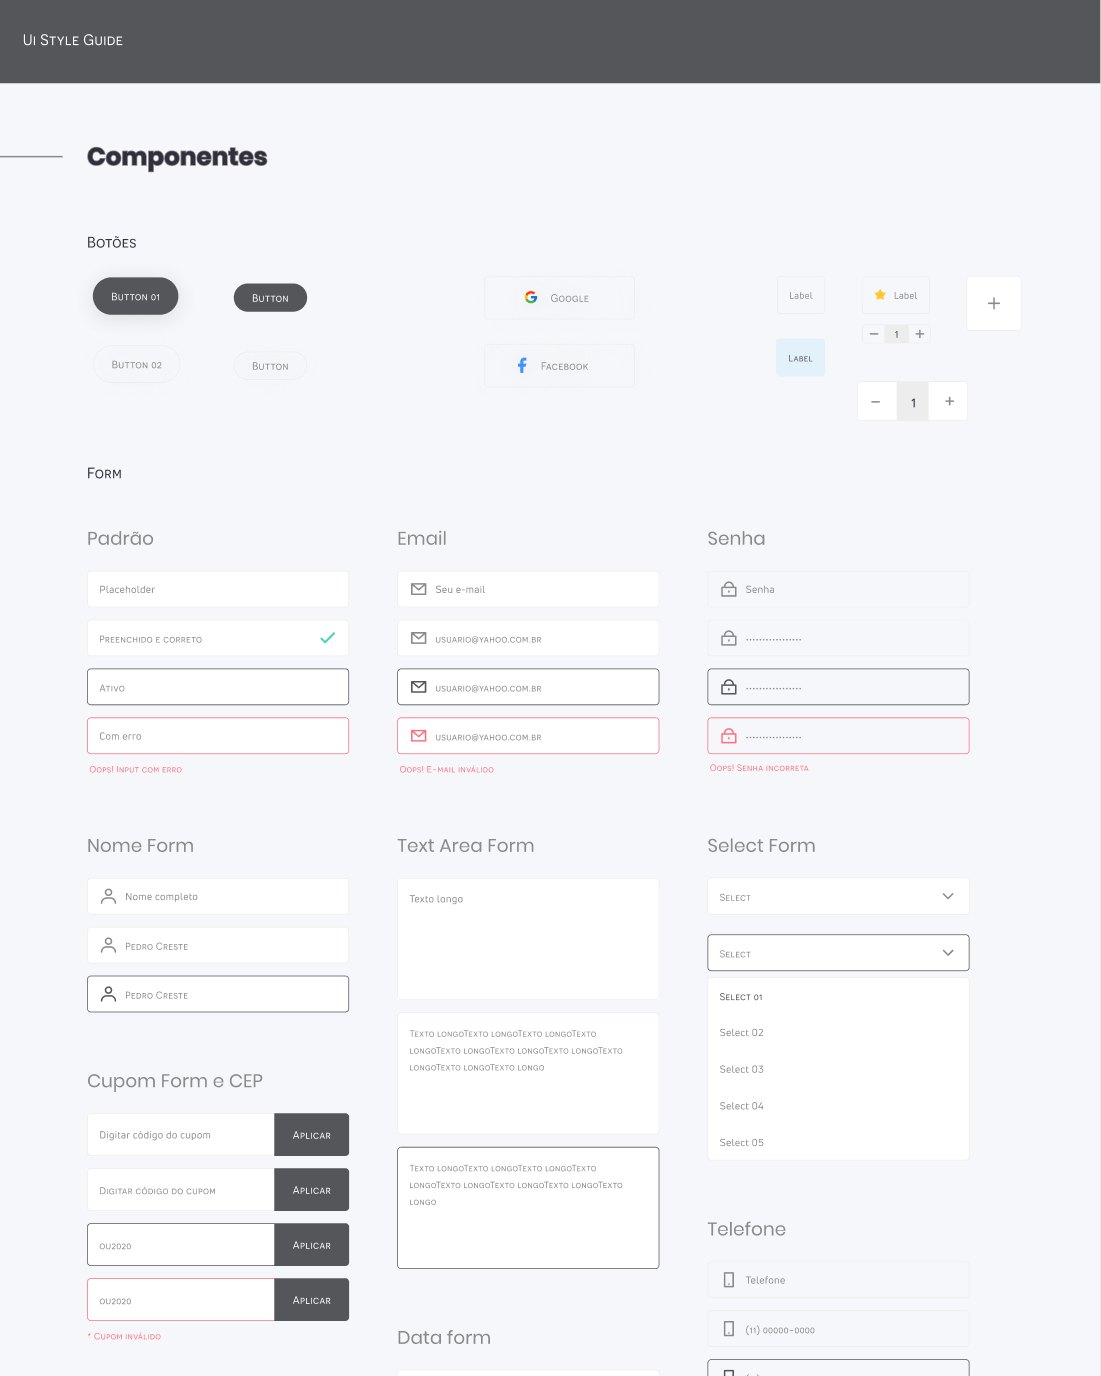 Ui Style Guide
Componentes
Botões
Button 01
Button
Google
Label
Label
+
− 1 +
Button 02
Button
Facebook
Label
− 1 +
Form
Padrão
Placeholder
Preenchido e correto
Ativo
Com erro
Oops! Input com erro
Email
Seu e-mail
usuario@yahoo.com.br
usuario@yahoo.com.br
usuario@yahoo.com.br
Oops! E-mail inválido
Senha
Senha
················
················
················
Oops! Senha incorreta
Nome Form
Nome completo
Pedro Creste
Pedro Creste
Text Area Form
Texto longo
Texto longoTexto longoTexto longoTexto
longoTexto longoTexto longoTexto longoTexto
longoTexto longoTexto longo
Texto longoTexto longoTexto longoTexto
longoTexto longoTexto longoTexto longoTexto
longo
Select Form
Select
Select
Select 01
Select 02
Select 03
Select 04
Select 05
Cupom Form e CEP
Digitar código do cupom Aplicar
Digitar código do cupom Aplicar
ou2020 Aplicar
ou2020 Aplicar
* Cupom inválido
Data form
Telefone
Telefone
(11) 00000-0000